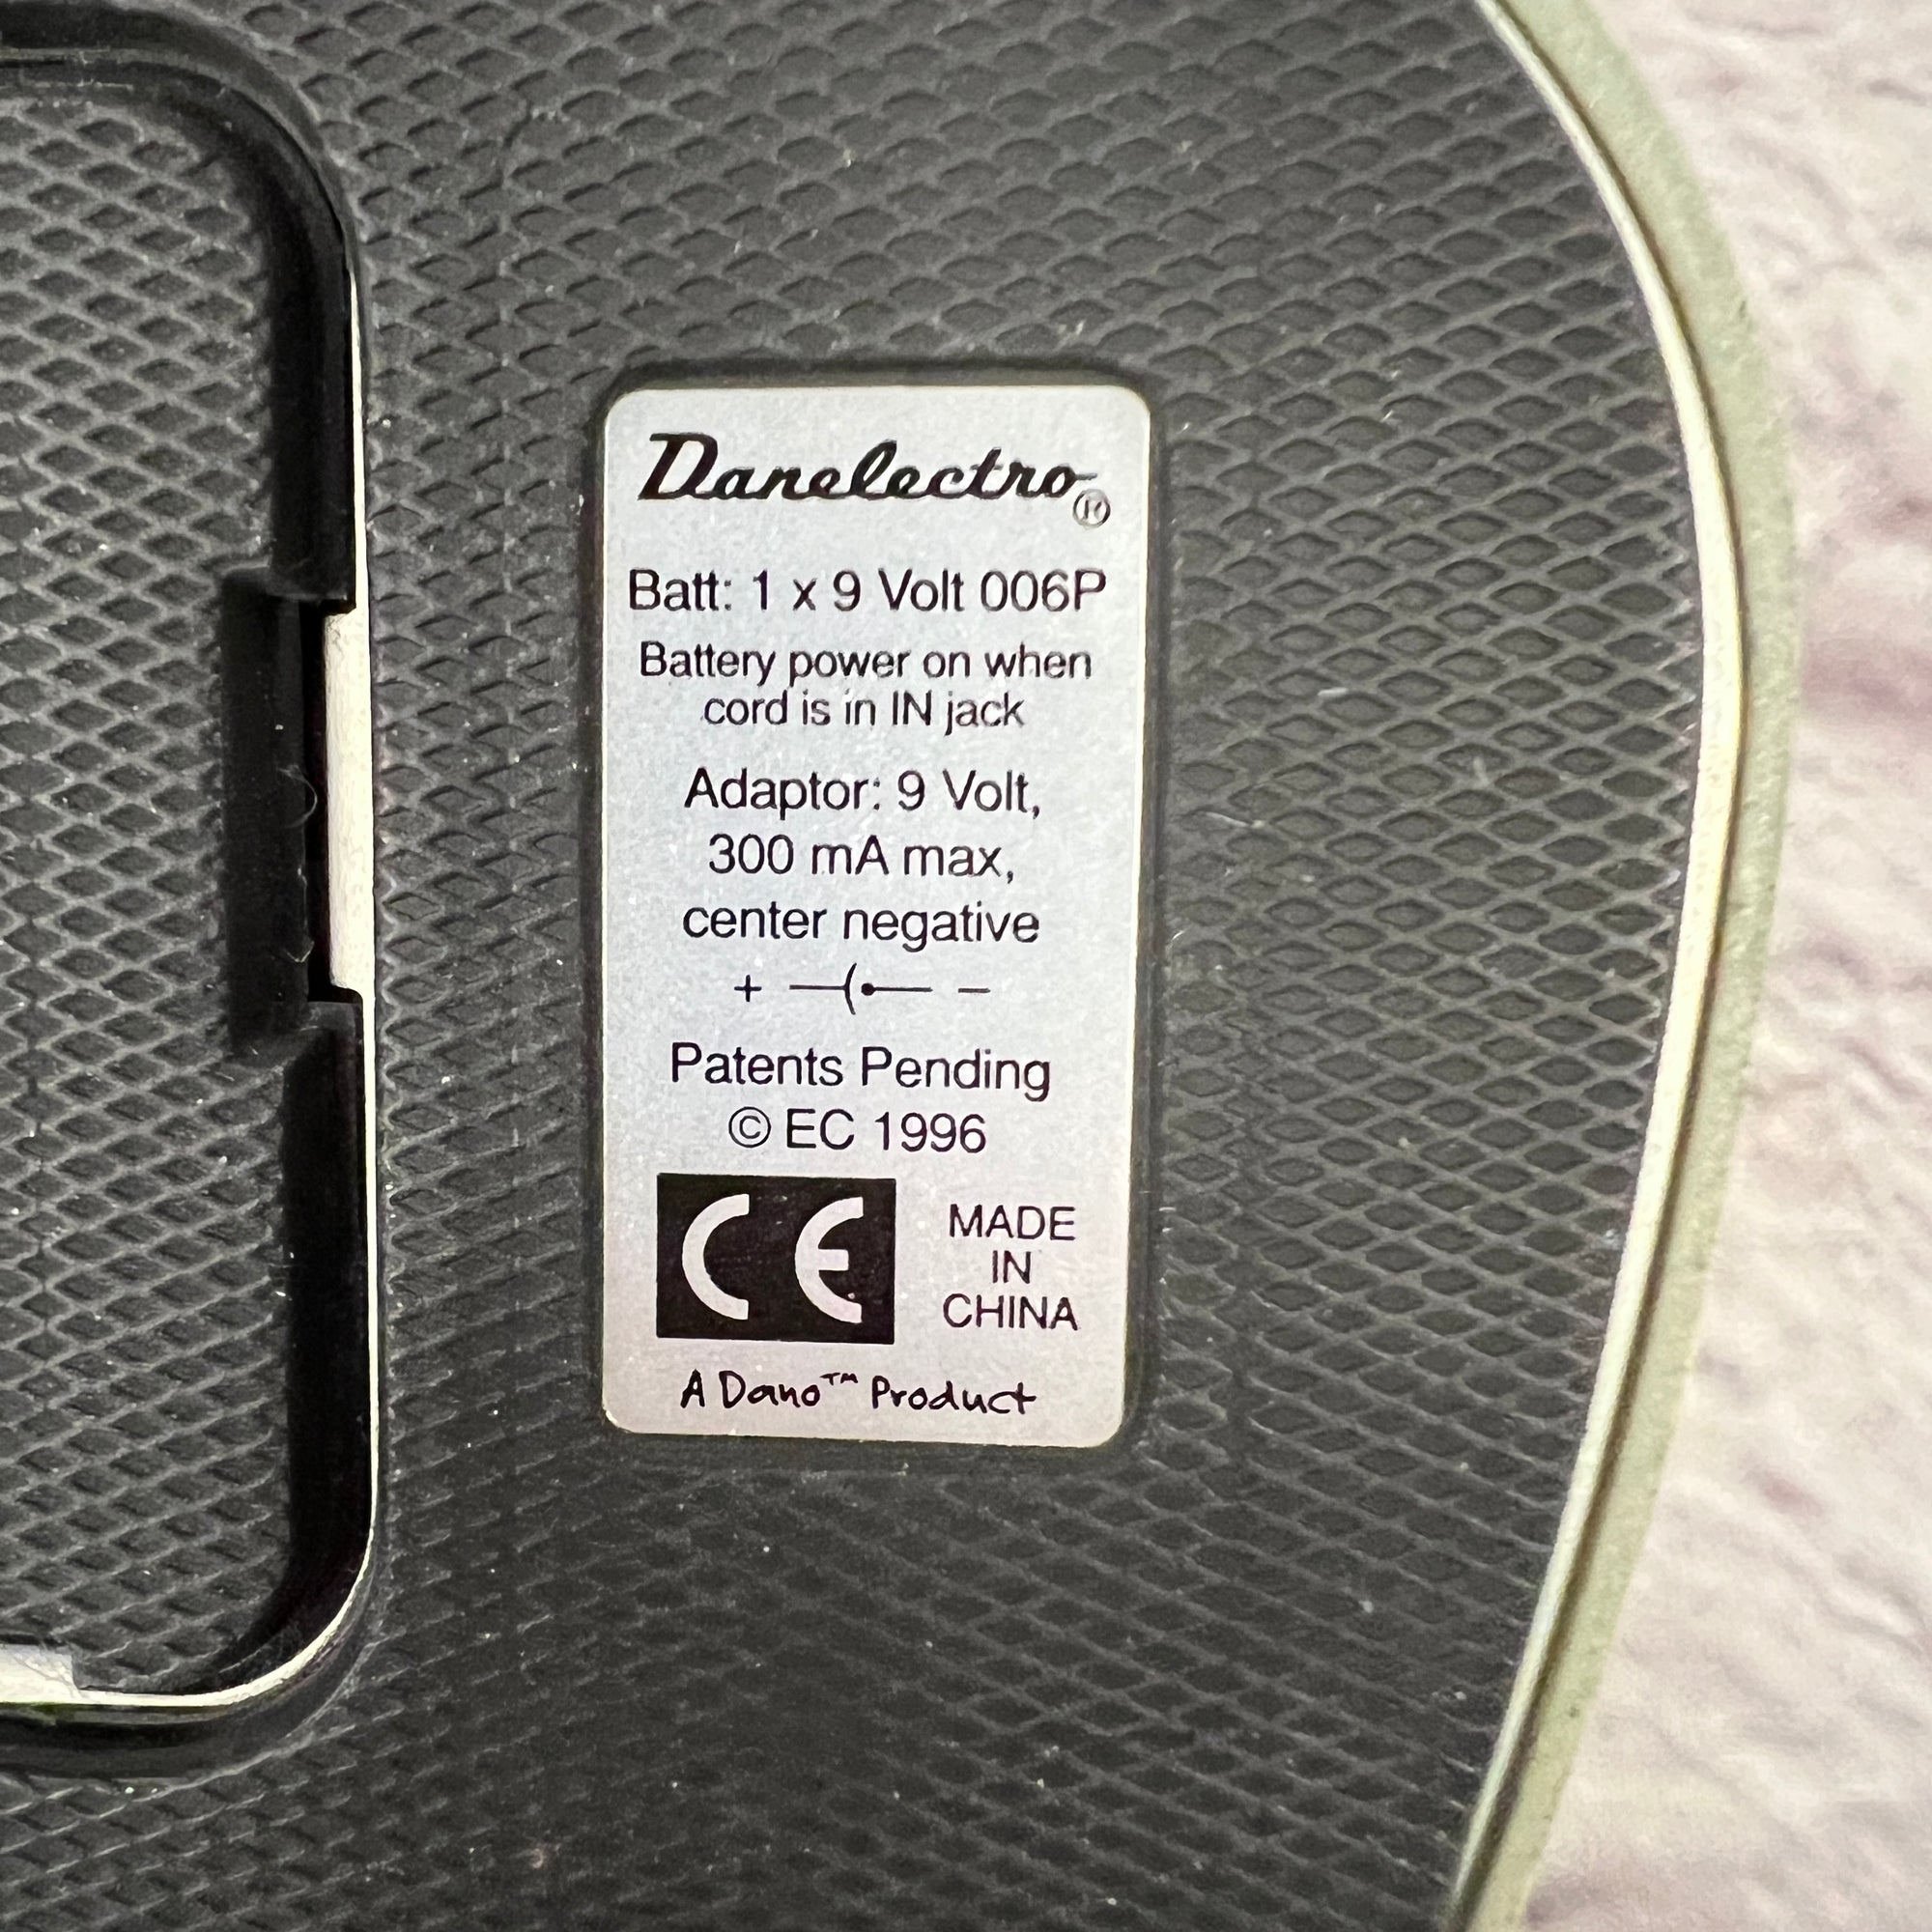 Danelectro®
Batt: 1 x 9 Volt 006P
Battery power on when
cord is in IN jack
Adaptor: 9 Volt,
300 mA max,
center negative
+ −
Patents Pending
© EC 1996
CE
MADE
IN
CHINA
A Dano™ Product